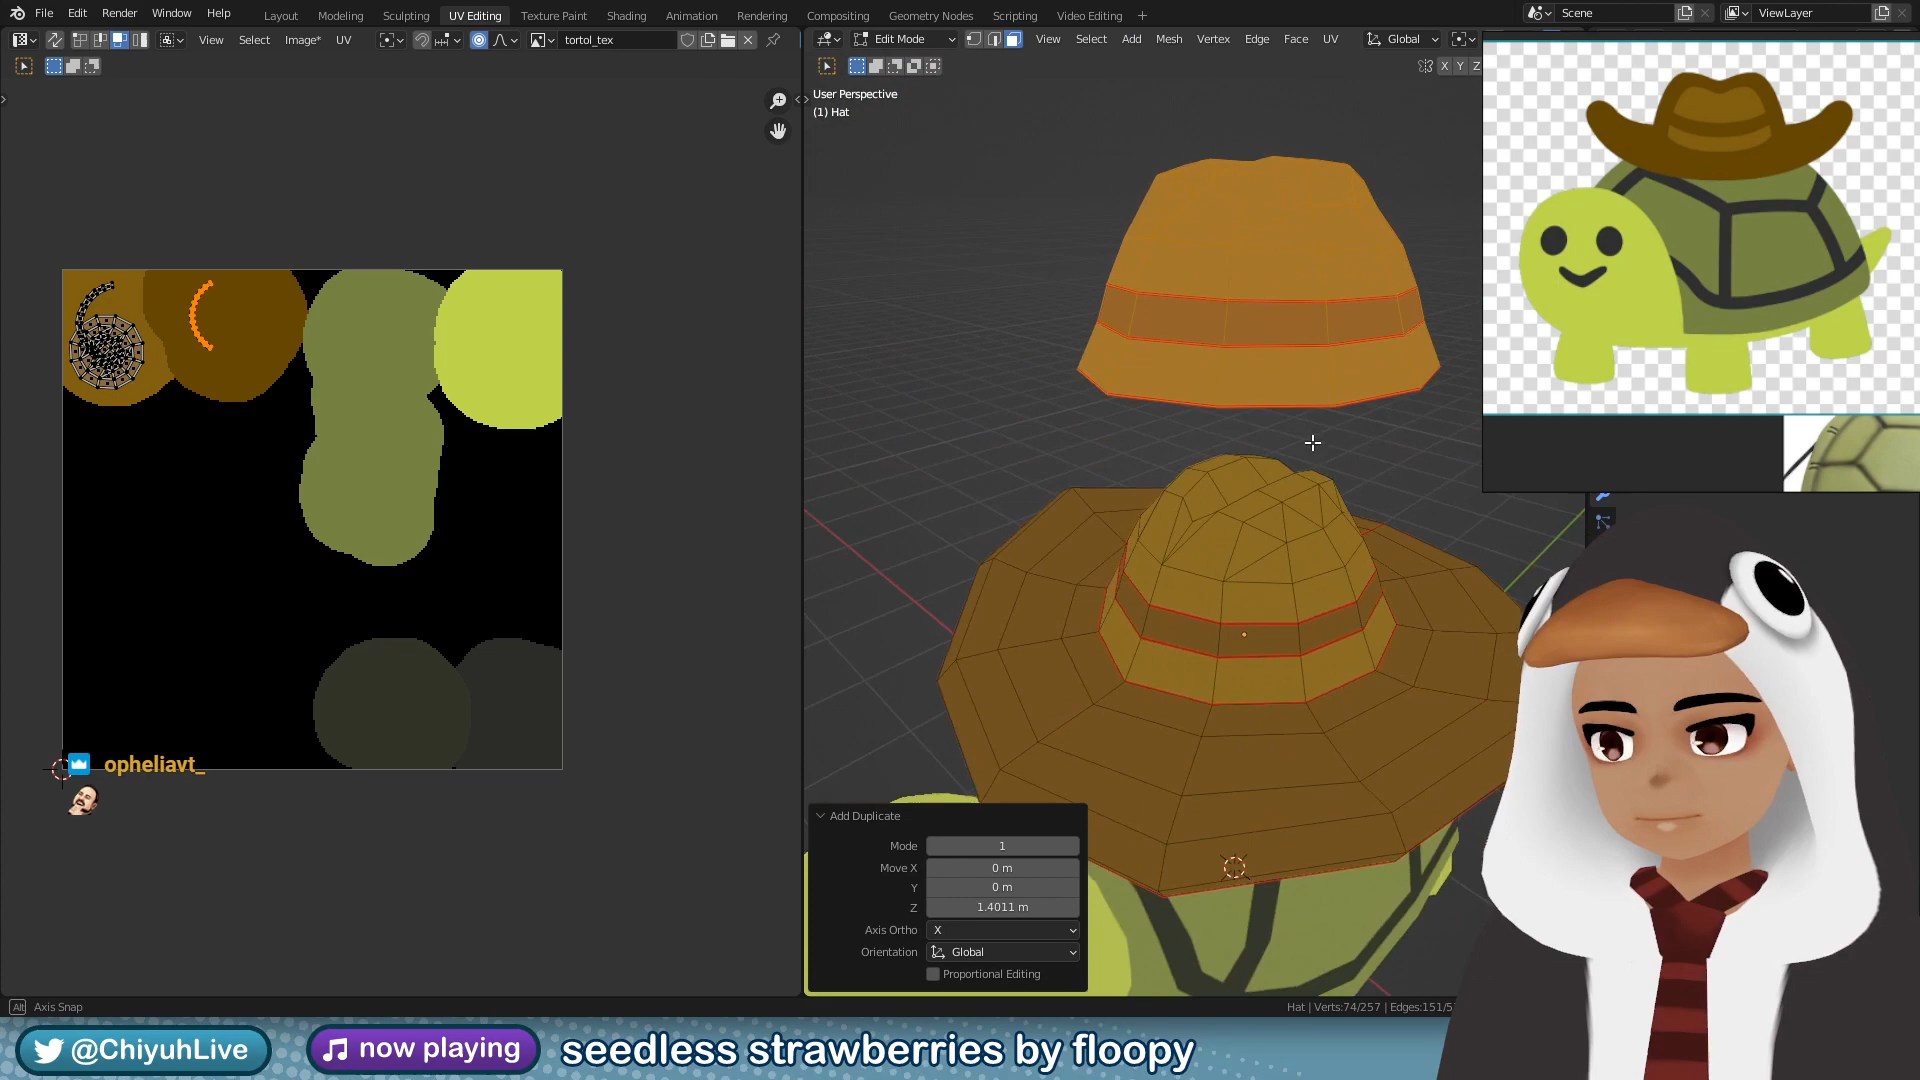 File Edit Render Window Help
Layout Modeling Sculpting UV Editing Texture Paint Shading Animation Rendering Compositing Geometry Nodes Scripting Video Editing +
Scene
ViewLayer
View Select Image* UV
tortol_tex
Edit Mode
View Select Add Mesh Vertex Edge Face UV
Global
X Y Z
User Perspective
(1) Hat
opheliavt_
Add Duplicate
Mode 1
Move X 0 m
Y 0 m
Z 1.4011 m
Axis Ortho X
Orientation Global
Proportional Editing
Alt Axis Snap
Hat | Verts:74/257 | Edges:151/5
@ChiyuhLive
now playing
seedless strawberries by floopy